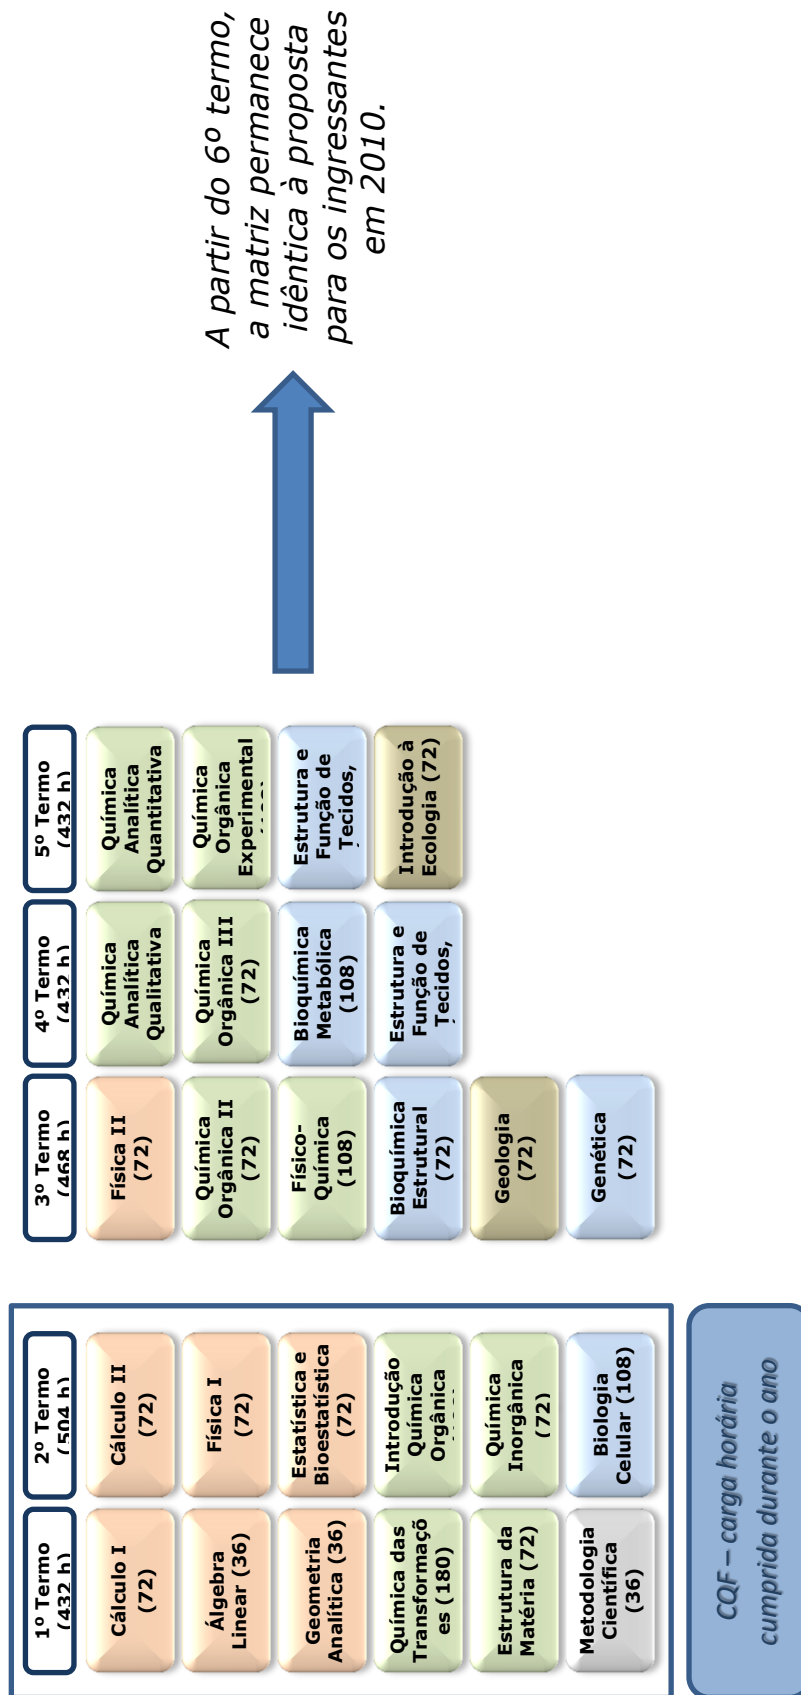 1º Termo
(432 h)
Cálculo I
(72)
Álgebra
Linear (36)
Geometria
Analítica (36)
Química das
Transformaçõ
es (180)
Estrutura da
Matéria (72)
Metodologia
Científica
(36)
2º Termo
(504 h)
Cálculo II
(72)
Física I
(72)
Estatística e
Bioestatística
(72)
Introdução
Química
Orgânica
Química
Inorgânica
(72)
Biologia
Celular (108)
CQF – carga horária
cumprida durante o ano
3º Termo
(468 h)
Física II
(72)
Química
Orgânica II
(72)
Físico-
Química
(108)
Bioquímica
Estrutural
(72)
Geologia
(72)
Genética
(72)
4º Termo
(432 h)
Química
Analítica
Qualitativa
Química
Orgânica III
(72)
Bioquímica
Metabólica
(108)
Estrutura e
Função de
Tecidos,
5º Termo
(432 h)
Química
Analítica
Quantitativa
Química
Orgânica
Experimental
Estrutura e
Função de
Tecidos,
Introdução à
Ecologia (72)
A partir do 6º termo,
a matriz permanece
idêntica à proposta
para os ingressantes
em 2010.